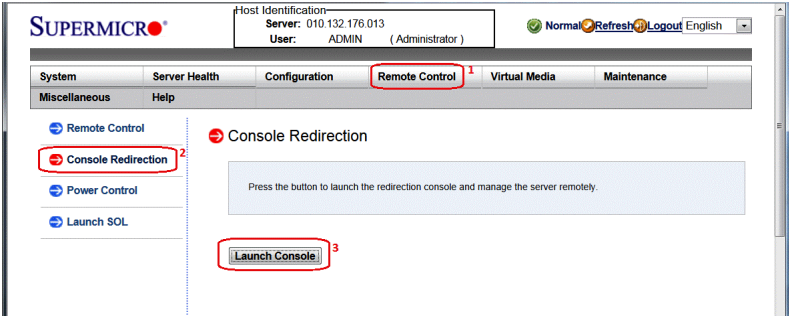 SUPERMICRO
Host Identification
Server: 010.132.176.013
User: ADMIN ( Administrator )
Normal Refresh Logout English
System Server Health Configuration Remote Control 1 Virtual Media Maintenance
Miscellaneous Help
Remote Control
Console Redirection 2
Power Control
Launch SOL
Console Redirection
Press the button to launch the redirection console and manage the server remotely.
Launch Console 3